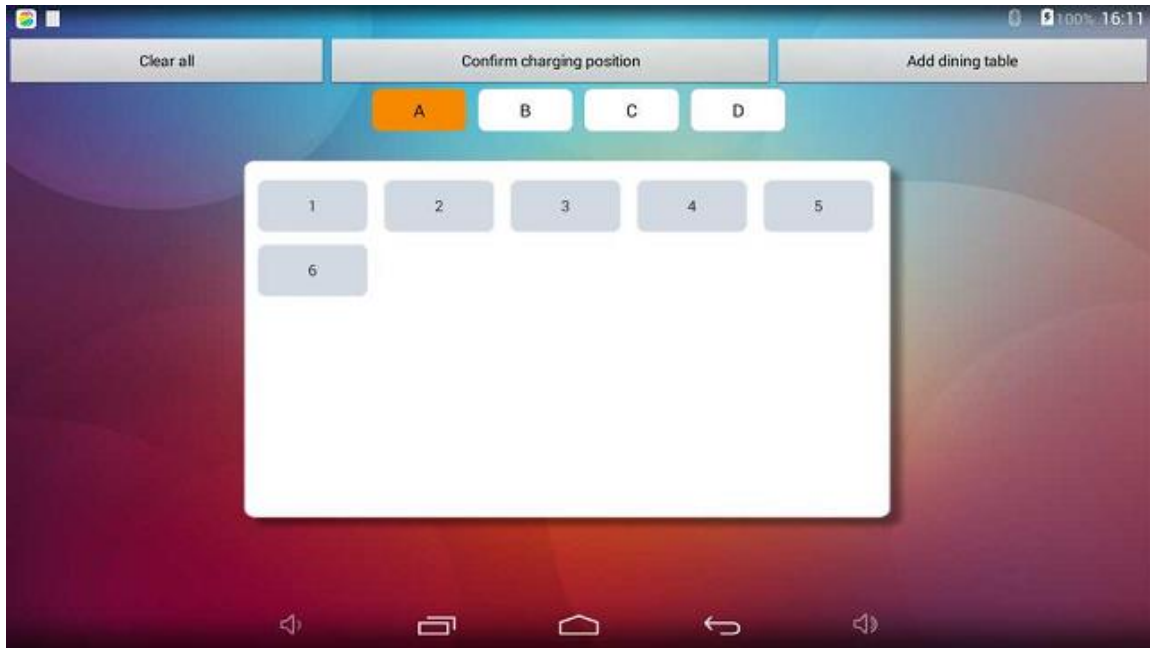 100% 16:11
Clear all Confirm charging position Add dining table
A B C D
1 2 3 4 5
6